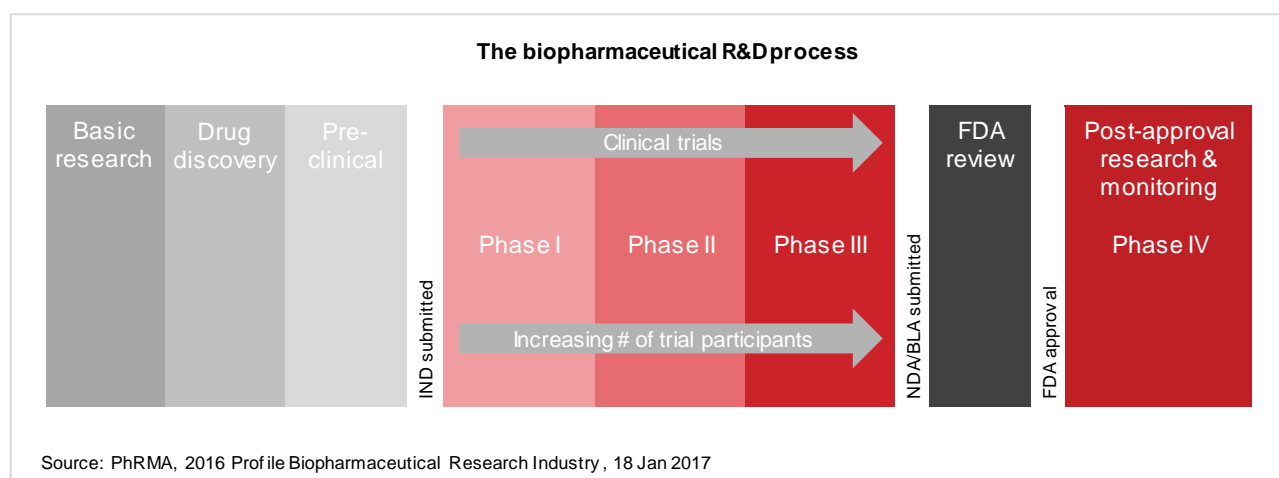 The biopharmaceutical R&D process
Basic
research
Drug
discovery
Pre-
clinical
IND submitted
Clinical trials
Phase I
Phase II
Phase III
Increasing # of trial participants
NDA/BLA submitted
FDA
review
FDA approval
Post-approval
research &
monitoring
Phase IV
Source: PhRMA, 2016 Profile Biopharmaceutical Research Industry, 18 Jan 2017